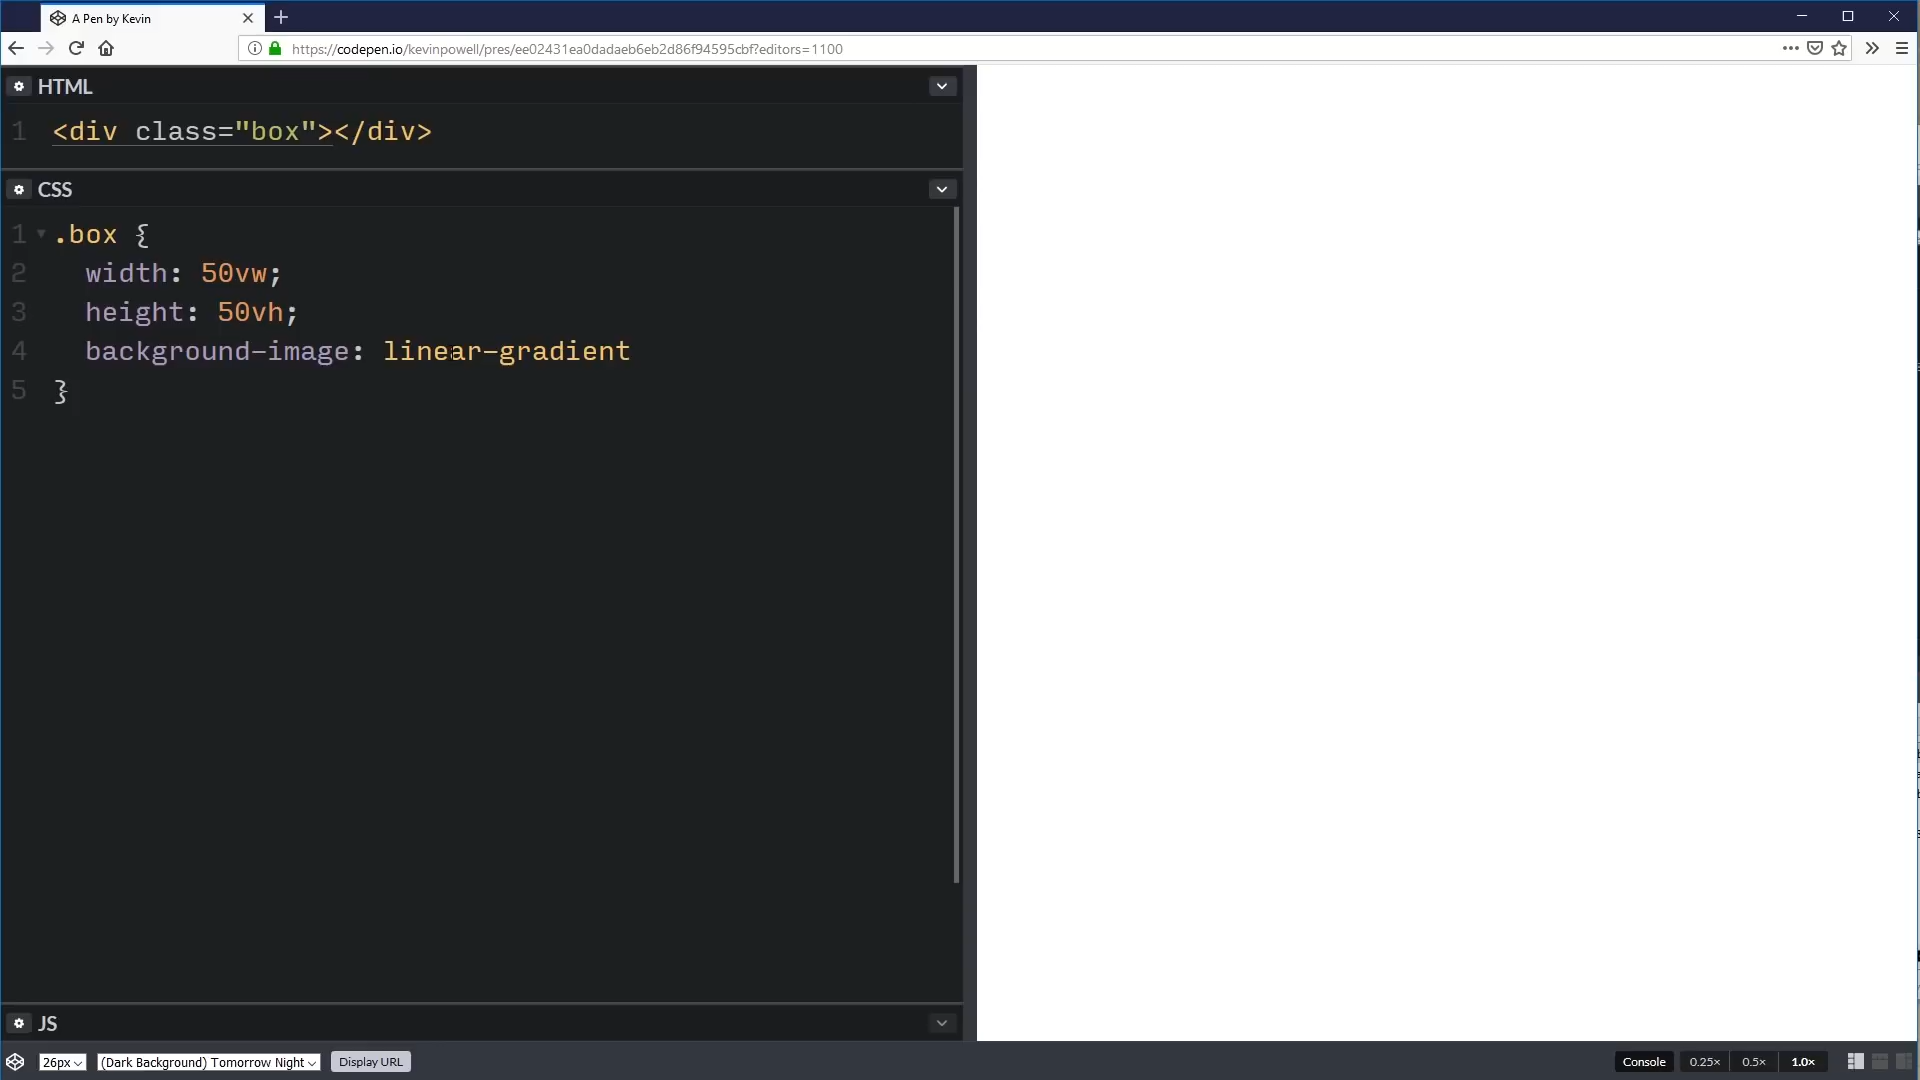 A Pen by Kevin
https://codepen.io/kevinpowell/pres/ee02431ea0dadaeb6eb2d86f94595cbf?editors=1100
HTML
1 <div class="box"></div>
CSS
1 .box {
2 width: 50vw;
3 height: 50vh;
4 background-image: linear-gradient
5 }
JS
26px (Dark Background) Tomorrow Night Display URL Console 0.25× 0.5× 1.0×